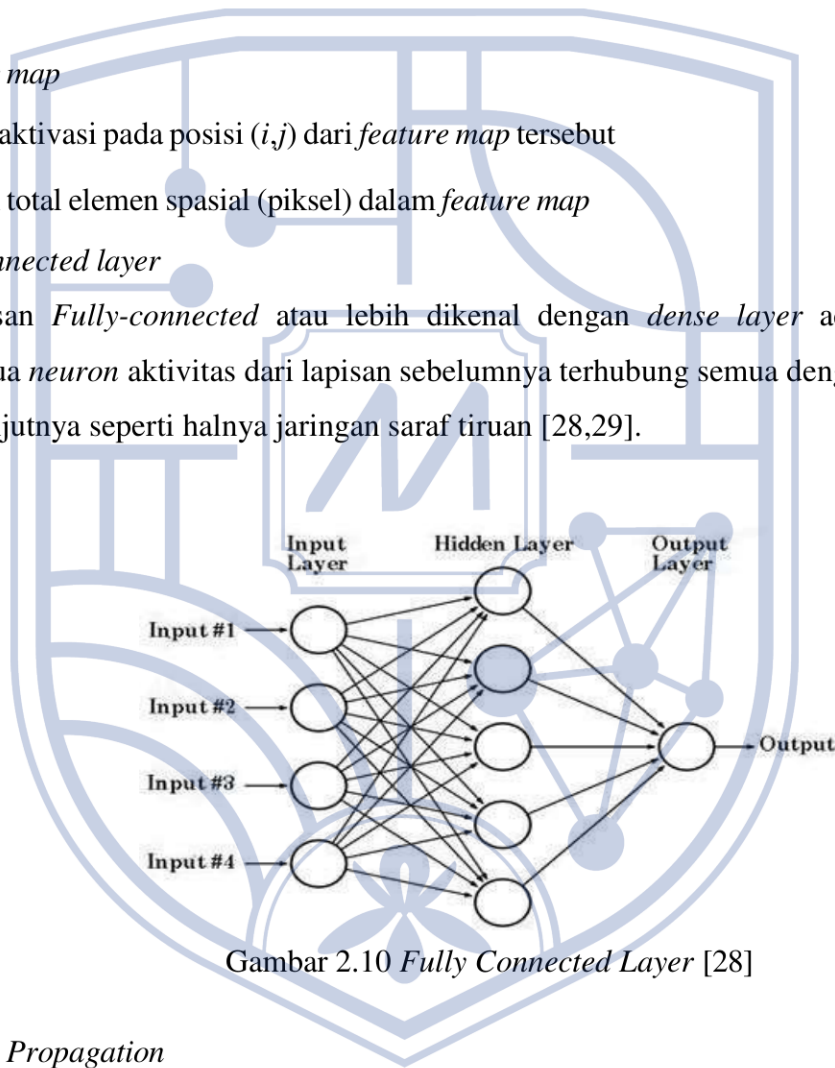 map
aktivasi pada posisi (i,j) dari feature map tersebut
total elemen spasial (piksel) dalam feature map
nnected layer
san Fully-connected atau lebih dikenal dengan dense layer a
ua neuron aktivitas dari lapisan sebelumnya terhubung semua deng
jutnya seperti halnya jaringan saraf tiruan [28,29].
Input Layer Hidden Layer Output Layer
Input #1
Input #2
Output
Input #3
Input #4
Gambar 2.10 Fully Connected Layer [28]
Propagation